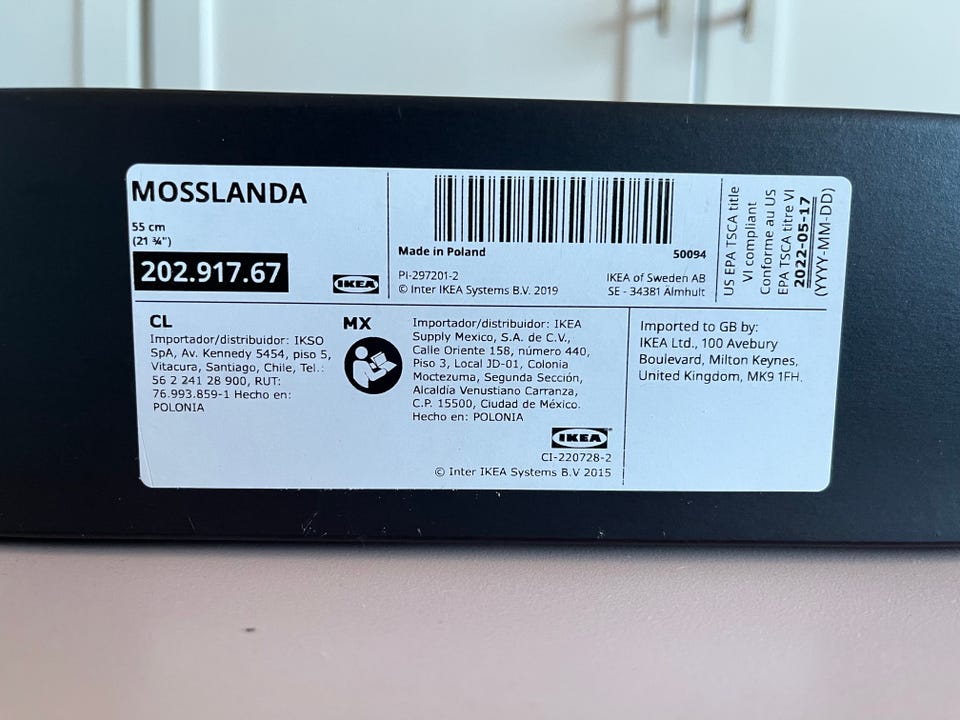 MOSSLANDA
55 cm
(21 ¾")
202.917.67
IKEA
Made in Poland
50094
PI-297201-2
© Inter IKEA Systems B.V. 2019
IKEA of Sweden AB
SE - 34381 Älmhult
US EPA TSCA title
VI compliant
Conforme au US
EPA TSCA titre VI
2022-05-17
(YYYY-MM-DD)
CL
Importador/distribuidor: IKSO
SpA, Av. Kennedy 5454, piso 5,
Vitacura, Santiago, Chile, Tel.:
56 2 241 28 900, RUT:
76.993.859-1 Hecho en:
POLONIA
MX
Importador/distribuidor: IKEA
Supply Mexico, S.A. de C.V.,
Calle Oriente 158, número 440,
Piso 3, Local JD-01, Colonia
Moctezuma, Segunda Sección,
Alcaldía Venustiano Carranza,
C.P. 15500, Ciudad de México.
Hecho en: POLONIA
IKEA
CI-220728-2
© Inter IKEA Systems B.V 2015
Imported to GB by:
IKEA Ltd., 100 Avebury
Boulevard, Milton Keynes,
United Kingdom, MK9 1FH.